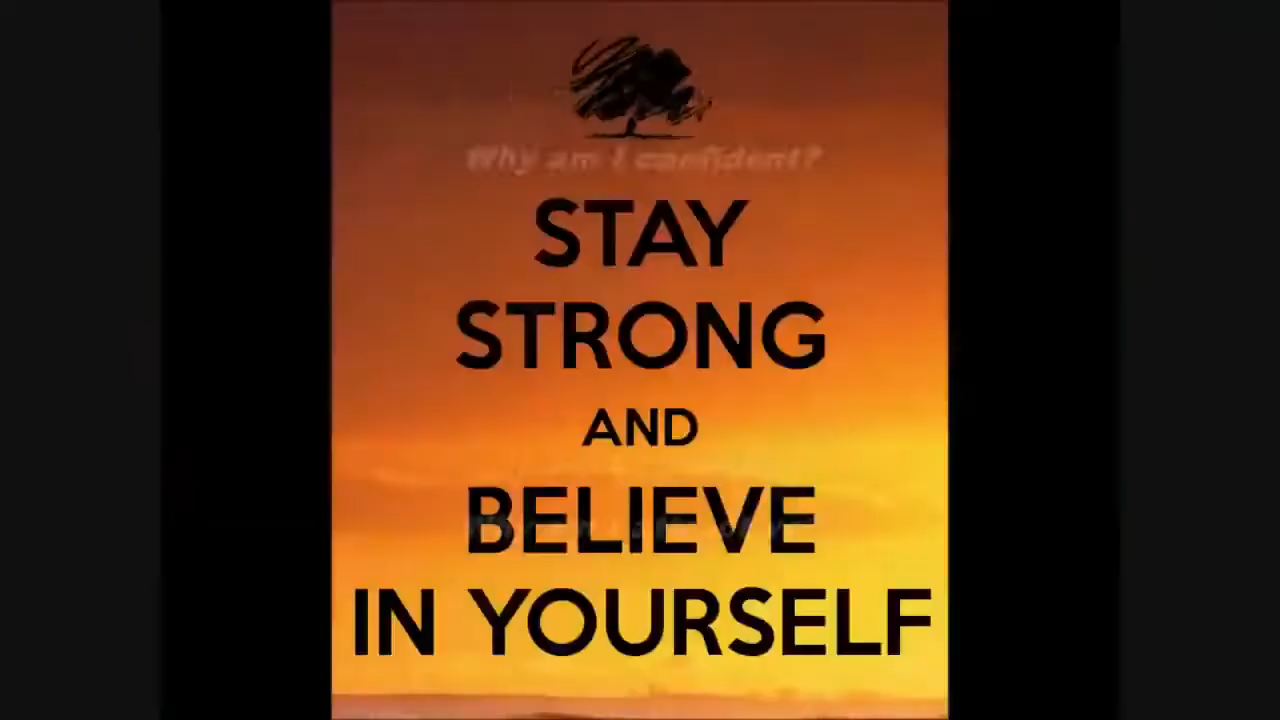 Why am I confident?
STAY
STRONG
AND
BELIEVE
IN YOURSELF